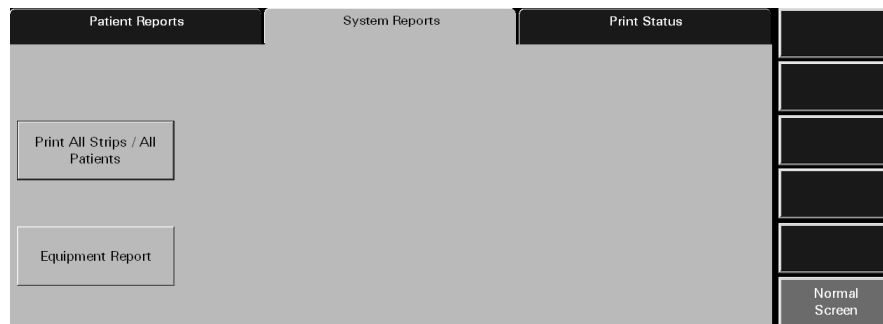 Patient Reports
System Reports
Print Status
Print All Strips / All
Patients
Equipment Report
Normal
Screen